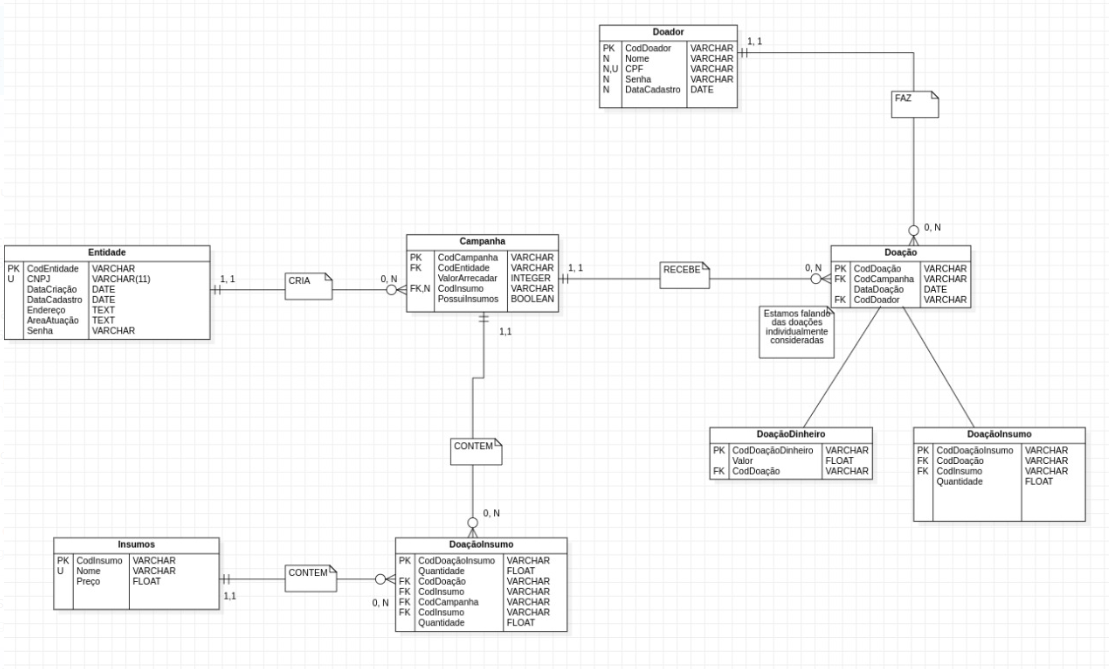 Doador
PK CodDoador VARCHAR
N Nome VARCHAR
N,U CPF VARCHAR
N Senha VARCHAR
N DataCadastro DATE
1, 1
FAZ
0, N
Entidade
PK CodEntidade VARCHAR
U CNPJ VARCHAR(11)
DataCriação DATE
DataCadastro DATE
Endereço TEXT
AreaAtuação TEXT
Senha VARCHAR
1, 1
CRIA
0, N
Campanha
PK CodCampanha VARCHAR
FK CodEntidade VARCHAR
ValorArrecadar INTEGER
FK,N CodInsumo VARCHAR
PossuiInsumos BOOLEAN
1, 1
RECEBE
0, N
Doação
PK CodDoação VARCHAR
FK CodCampanha VARCHAR
DataDoação DATE
FK CodDoador VARCHAR
Estamos falando
das doações
individualmente
consideradas
1,1
CONTEM
0, N
DoaçãoDinheiro
PK CodDoaçãoDinheiro VARCHAR
Valor FLOAT
FK CodDoação VARCHAR
DoaçãoInsumo
PK CodDoaçãoInsumo VARCHAR
FK CodDoação VARCHAR
FK CodInsumo VARCHAR
Quantidade FLOAT
Insumos
PK CodInsumo VARCHAR
U Nome VARCHAR
Preço FLOAT
1,1
CONTEM
0, N
DoaçãoInsumo
PK CodDoaçãoInsumo VARCHAR
Quantidade FLOAT
FK CodDoação VARCHAR
FK CodInsumo VARCHAR
FK CodCampanha VARCHAR
FK CodInsumo VARCHAR
Quantidade FLOAT